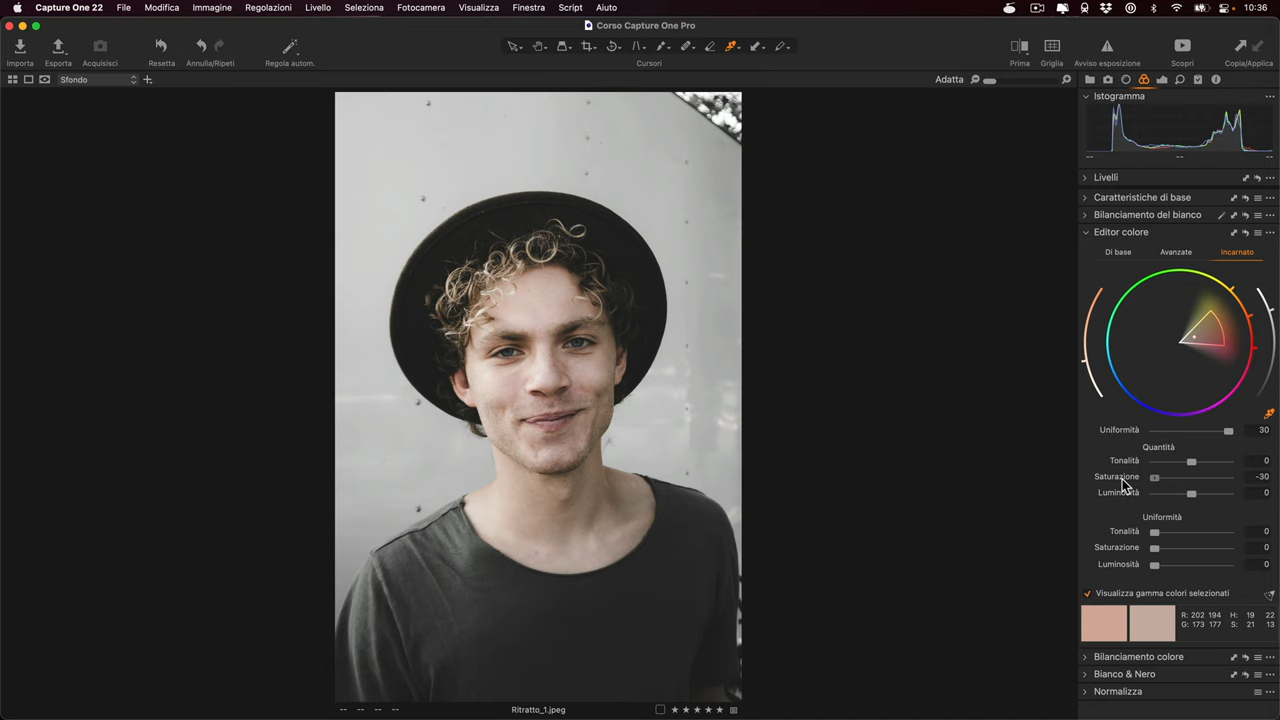 Capture One 22 File Modifica Immagine Regolazioni Livello Seleziona Fotocamera Visualizza Finestra Script Aiuto 10:36
Corso Capture One Pro
Importa Esporta Acquisisci Resetta Annulla/Ripeti Regola autom. Cursori Prima Griglia Avviso esposizione Scopri Copia/Applica
Sfondo Adatta
Istogramma
-- -- --
Livelli
Caratteristiche di base
Bilanciamento del bianco
Editor colore
Di base Avanzate Incarnato
Uniformità 30
Quantità
Tonalità 0
Saturazione -30
Luminosità 0
Uniformità
Tonalità 0
Saturazione 0
Luminosità 0
Visualizza gamma colori selezionati
R: 202 194 H: 19 22
G: 173 177 S: 21 13
Bilanciamento colore
Bianco & Nero
Normalizza
-- -- -- -- Ritratto_1.jpeg